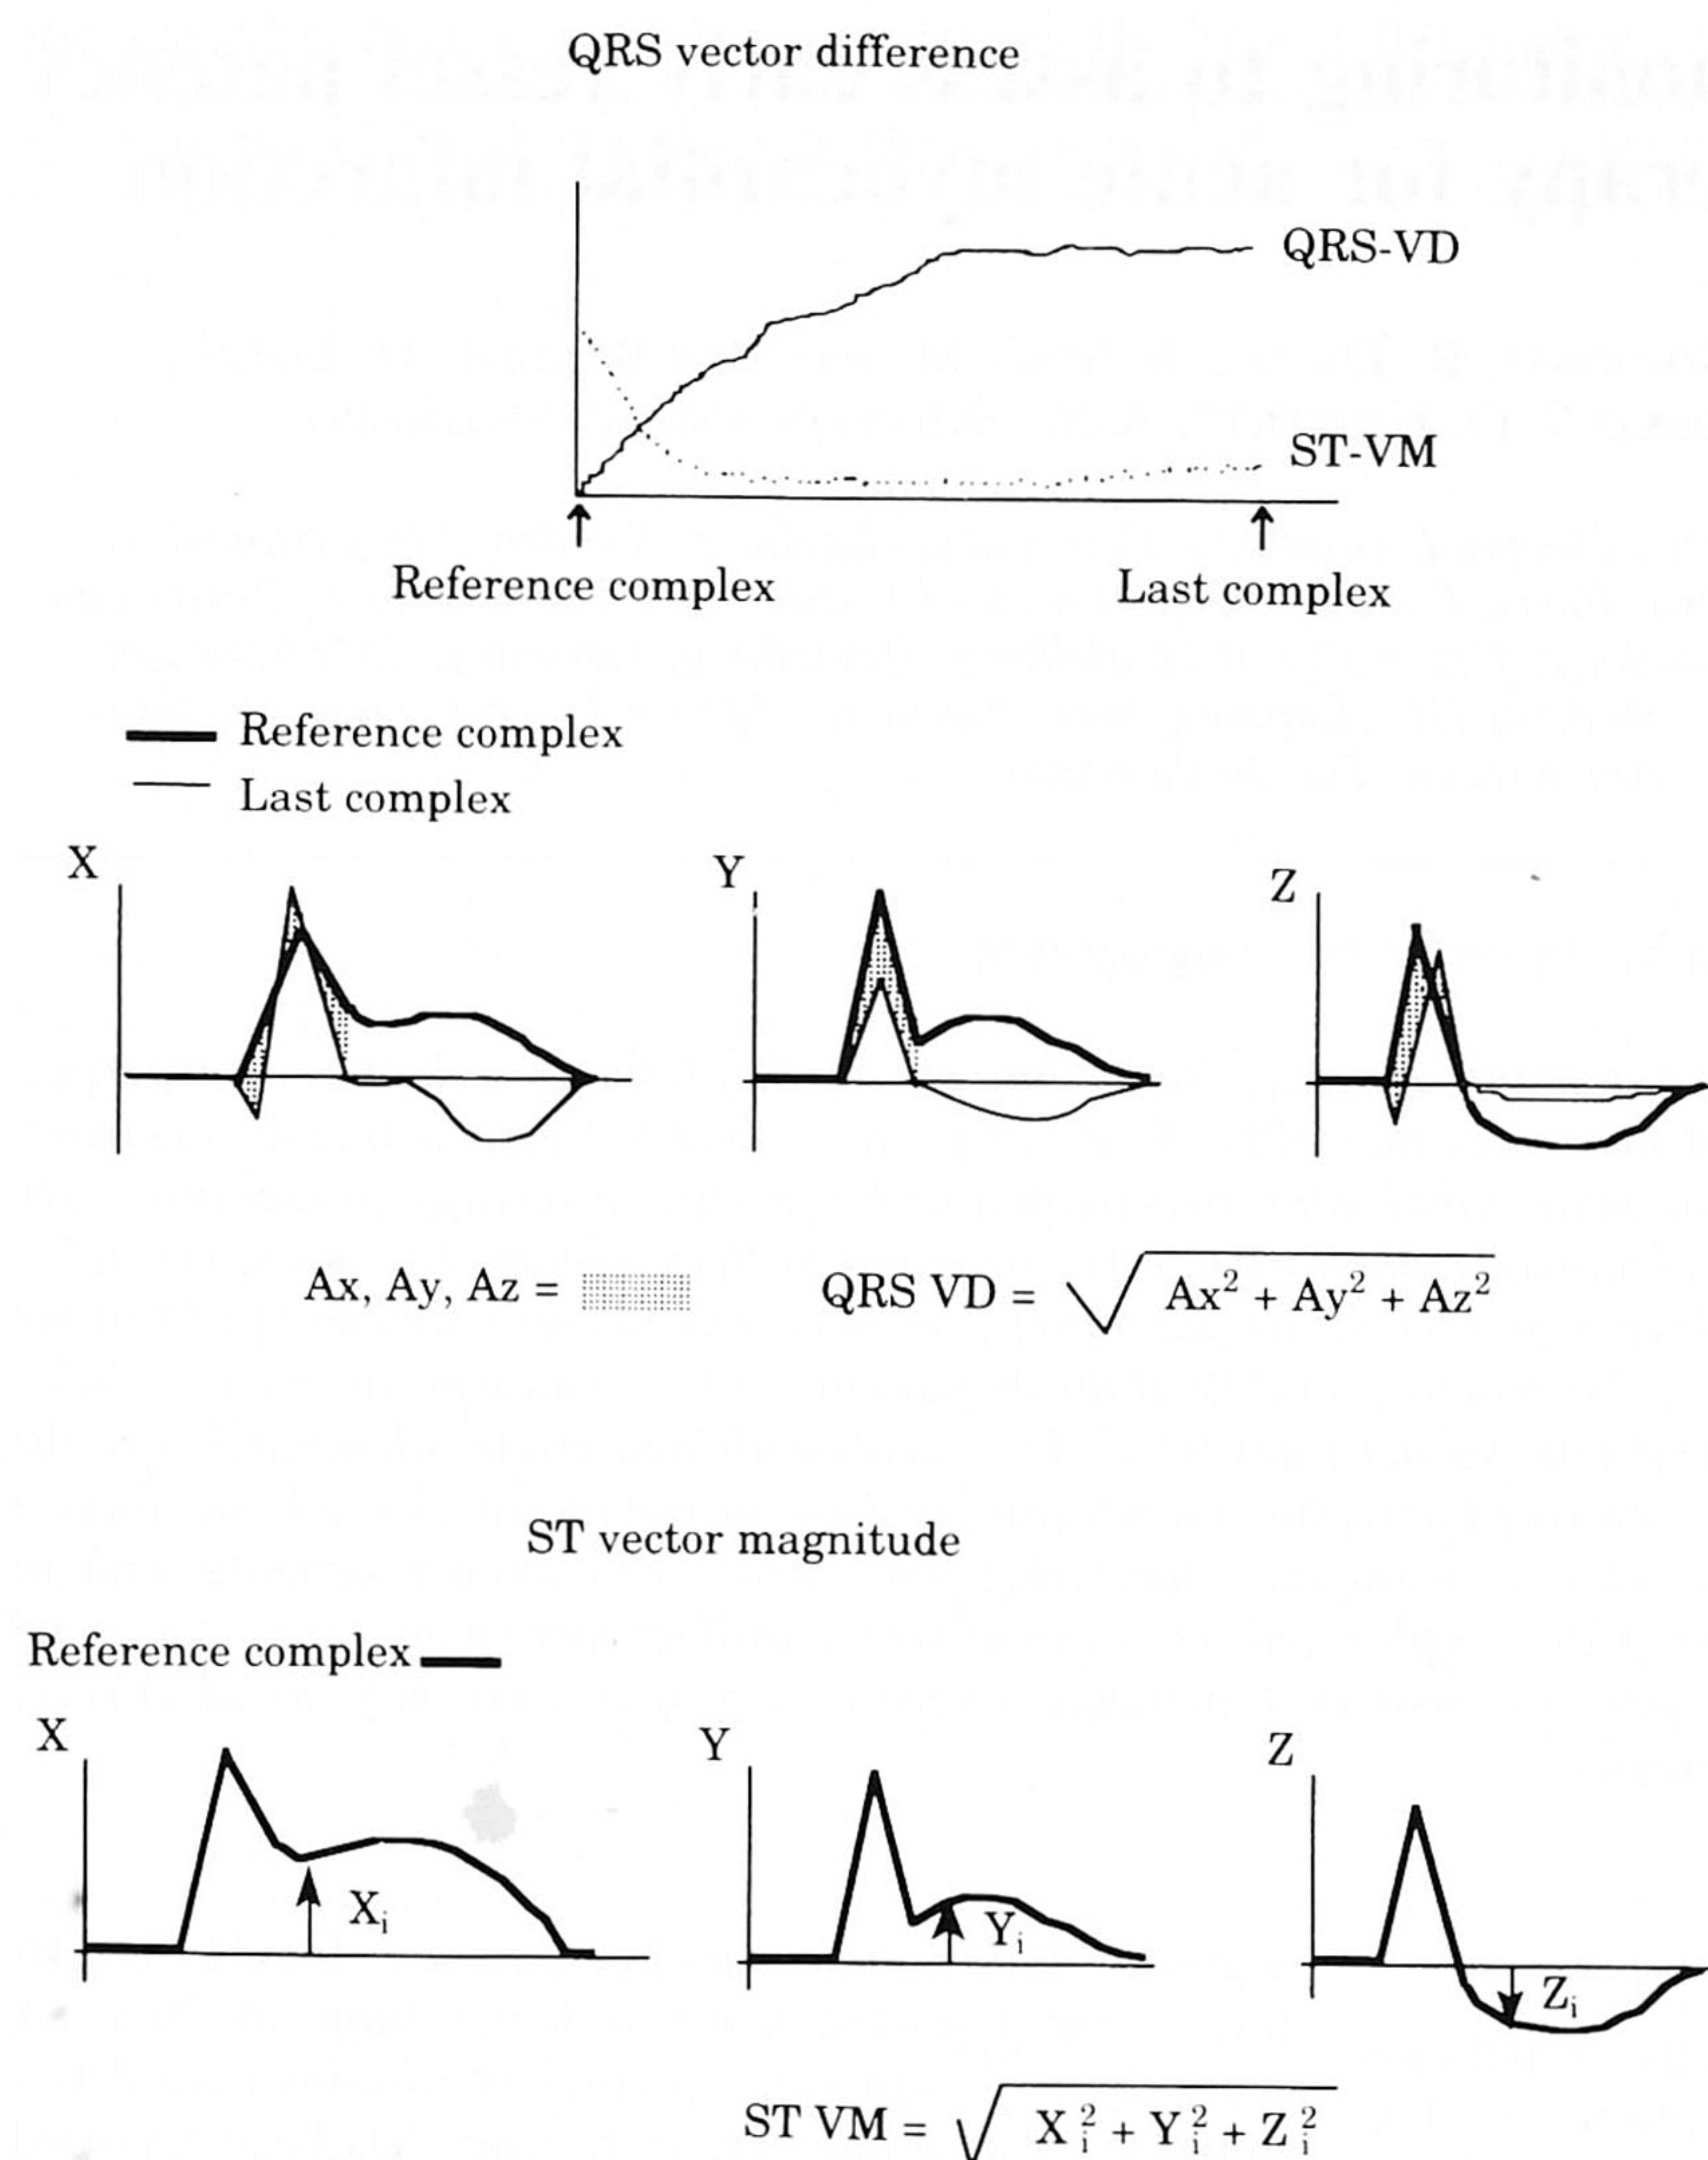 QRS vector difference
QRS-VD
ST-VM
Reference complex
Last complex
Reference complex
Last complex
X
Y
Z
Ax, Ay, Az =
QRS VD = √ Ax² + Ay² + Az²
ST vector magnitude
Reference complex
X
Y
Z
Xᵢ
Yᵢ
Zᵢ
ST VM = √ Xᵢ² + Yᵢ² + Zᵢ²